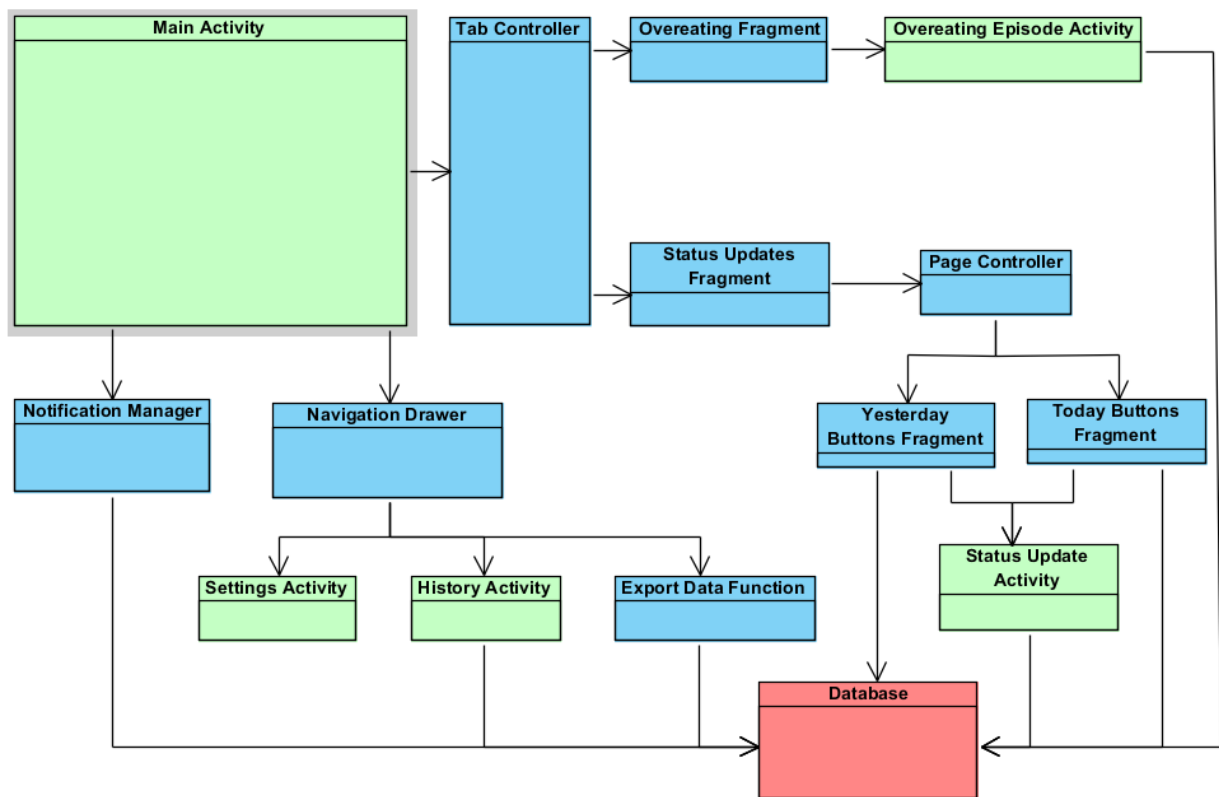 Main Activity
Tab Controller
Overeating Fragment
Overeating Episode Activity
Status Updates
Fragment
Page Controller
Notification Manager
Navigation Drawer
Yesterday
Buttons Fragment
Today Buttons
Fragment
Settings Activity
History Activity
Export Data Function
Status Update
Activity
Database